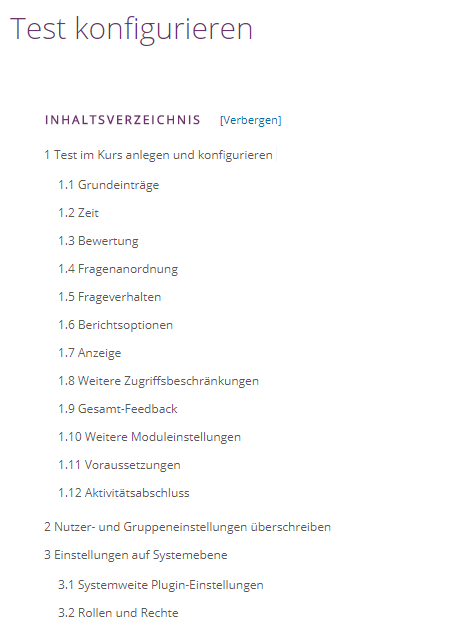 Test konfigurieren
INHALTSVERZEICHNIS [Verbergen]
1 Test im Kurs anlegen und konfigurieren
1.1 Grundeinträge
1.2 Zeit
1.3 Bewertung
1.4 Fragenanordnung
1.5 Frageverhalten
1.6 Berichtsoptionen
1.7 Anzeige
1.8 Weitere Zugriffsbeschränkungen
1.9 Gesamt-Feedback
1.10 Weitere Moduleinstellungen
1.11 Voraussetzungen
1.12 Aktivitätsabschluss
2 Nutzer- und Gruppeneinstellungen überschreiben
3 Einstellungen auf Systemebene
3.1 Systemweite Plugin-Einstellungen
3.2 Rollen und Rechte